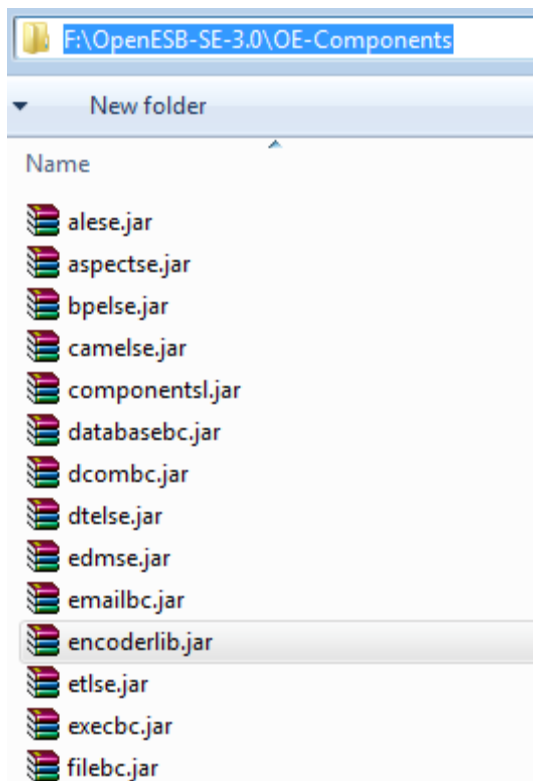 F:\OpenESB-SE-3.0\OE-Components
New folder
Name
alese.jar
aspectse.jar
bpelse.jar
camelse.jar
componentsl.jar
databasebc.jar
dcombc.jar
dtelse.jar
edmse.jar
emailbc.jar
encoderlib.jar
etlse.jar
execbc.jar
filebc.jar